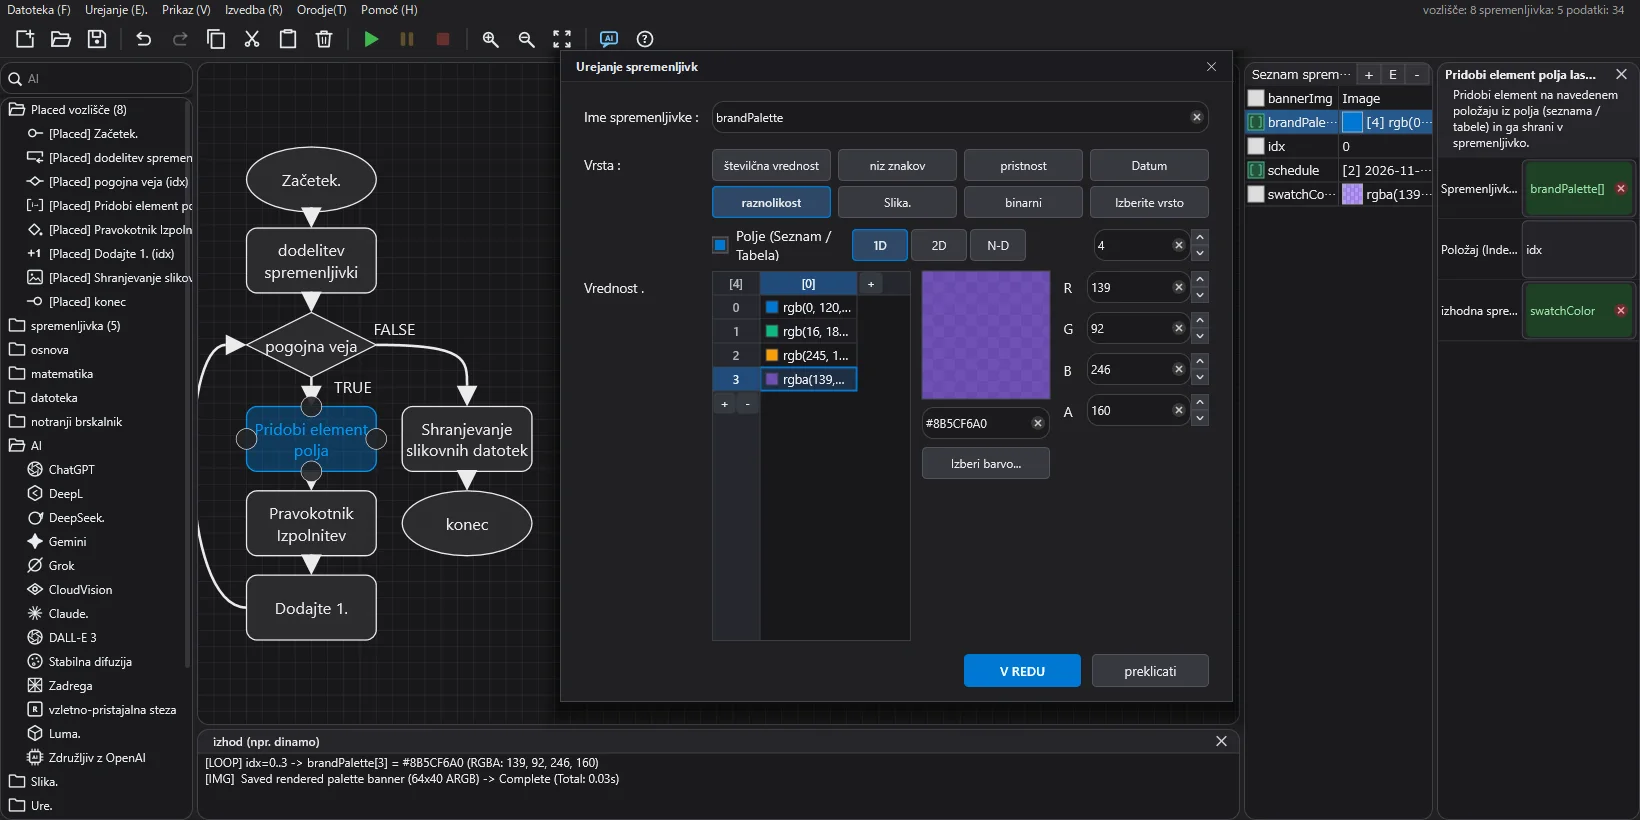 Datoteka (F)
Urejanje (E).
Prikaz (V)
Izvedba (R)
Orodje(T)
Pomoč (H)
vozlišče: 8 spremenljivka: 5 podatki: 34
AI
Placed vozlišče (8)
[Placed] Začetek.
[Placed] dodelitev spremen
[Placed] pogojna veja (idx)
[Placed] Pridobi element po
[Placed] Pravokotnik Izpoln
[Placed] Dodajte 1. (idx)
[Placed] Shranjevanje slikov
[Placed] konec
spremenljivka (5)
osnova
matematika
datoteka
notranji brskalnik
AI
ChatGPT
DeepL
DeepSeek.
Gemini
Grok
CloudVision
Claude.
DALL-E 3
Stabilna difuzija
Zadrega
vzletno-pristajalna steza
Luma.
Združljiv z OpenAI
Slika.
Ure.
Začetek.
dodelitev
spremenljivki
pogojna veja
FALSE
TRUE
Pridobi element
polja
Shranjevanje
slikovnih datotek
Pravokotnik
Izpolnitev
konec
Dodajte 1.
Urejanje spremenljivk
Ime spremenljivke :
brandPalette
Vrsta :
številčna vrednost
niz znakov
pristnost
Datum
raznolikost
Slika.
binarni
Izberite vrsto
Polje (Seznam /
Tabela)
1D
2D
N-D
4
Vrednost .
[4]
[0]
+
0 rgb(0, 120,...
1 rgb(16, 18...
2 rgb(245, 1...
3 rgba(139,...
+ -
#8B5CF6A0
Izberi barvo...
R 139
G 92
B 246
A 160
V REDU
preklicati
izhod (npr. dinamo)
[LOOP] idx=0..3 -> brandPalette[3] = #8B5CF6A0 (RGBA: 139, 92, 246, 160)
[IMG] Saved rendered palette banner (64x40 ARGB) -> Complete (Total: 0.03s)
Seznam sprem···
+ E -
bannerImg Image
brandPale··· [4] rgb(0···
idx 0
schedule [2] 2026-11-···
swatchCo··· rgba(139···
Pridobi element polja las...
Pridobi element na navedenem
položaju iz polja (seznama /
tabele) in ga shrani v
spremenljivko.
Spremenljivk... brandPalette[]
Položaj (Inde... idx
izhodna spre... swatchColor